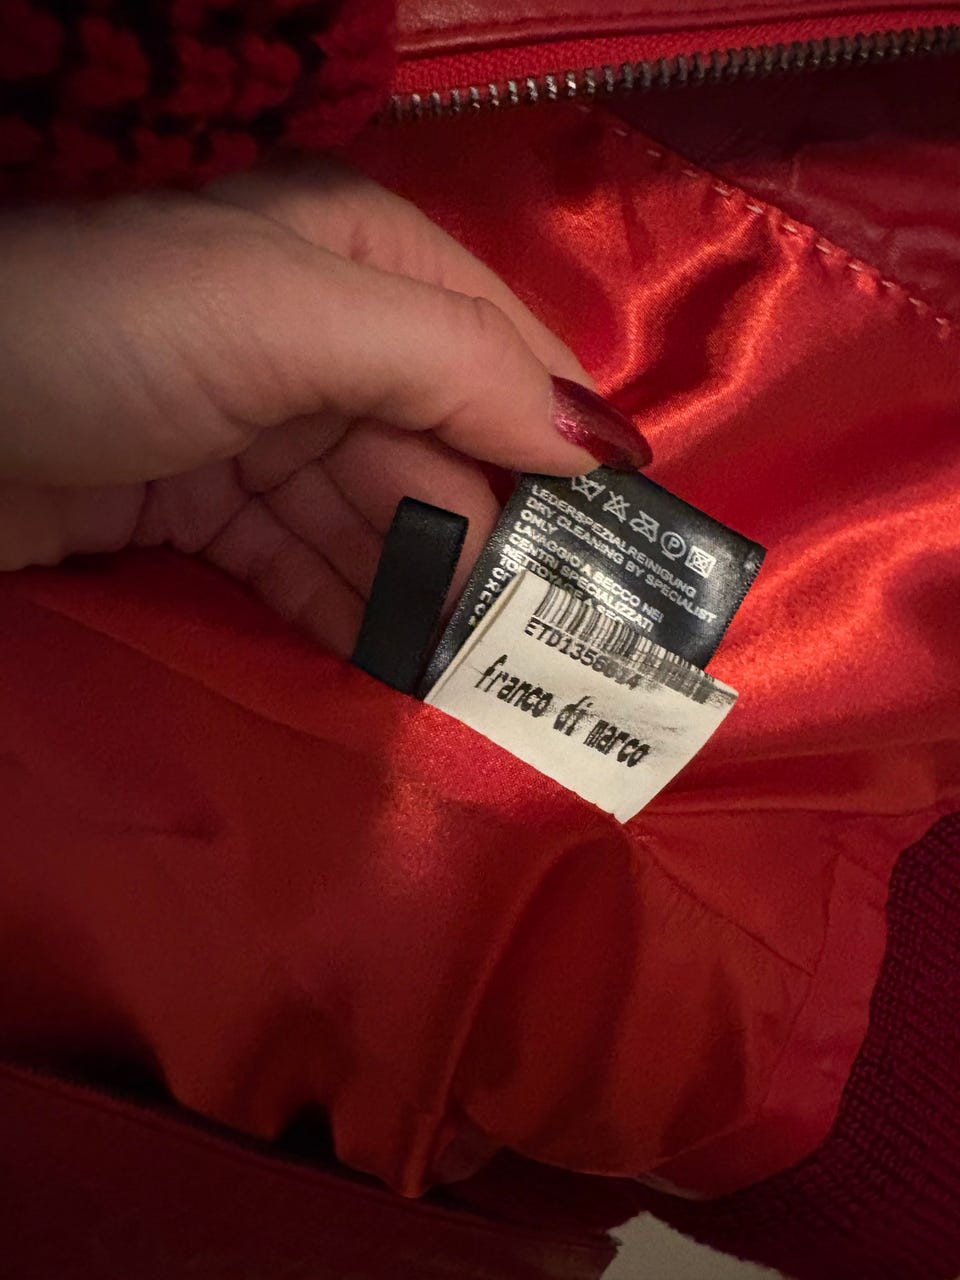 P
LEDERSPEZIALREINIGUNG
DRY CLEANING BY SPECIALIST
ONLY
LAVAGGIO A SECCO NEI
CENTRI SPECIALIZZATI
franco di marco